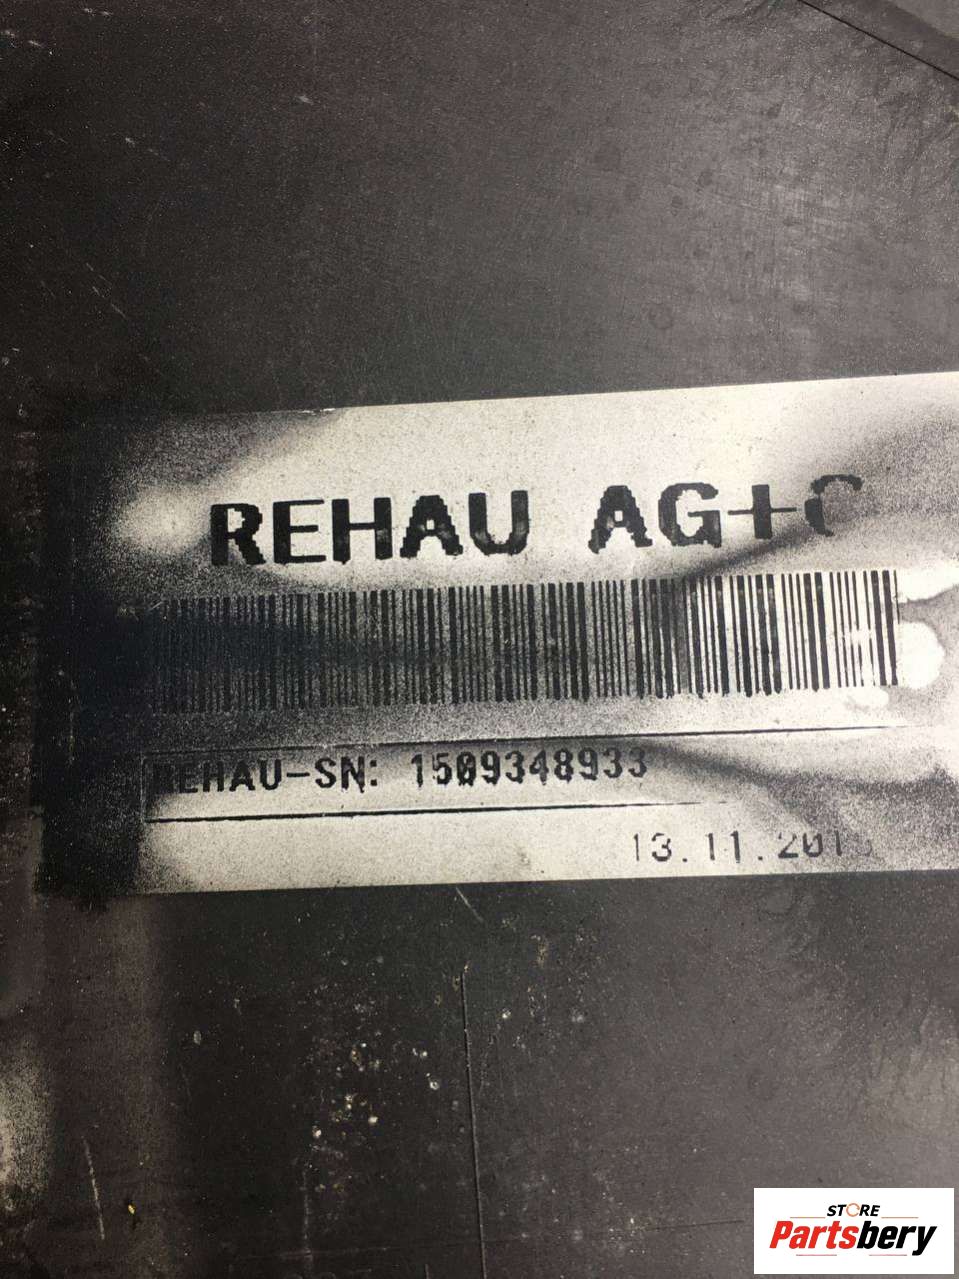 REHAU AG+C
REHAU-SN: 1509348933
13.11.201
STORE
Partsbery